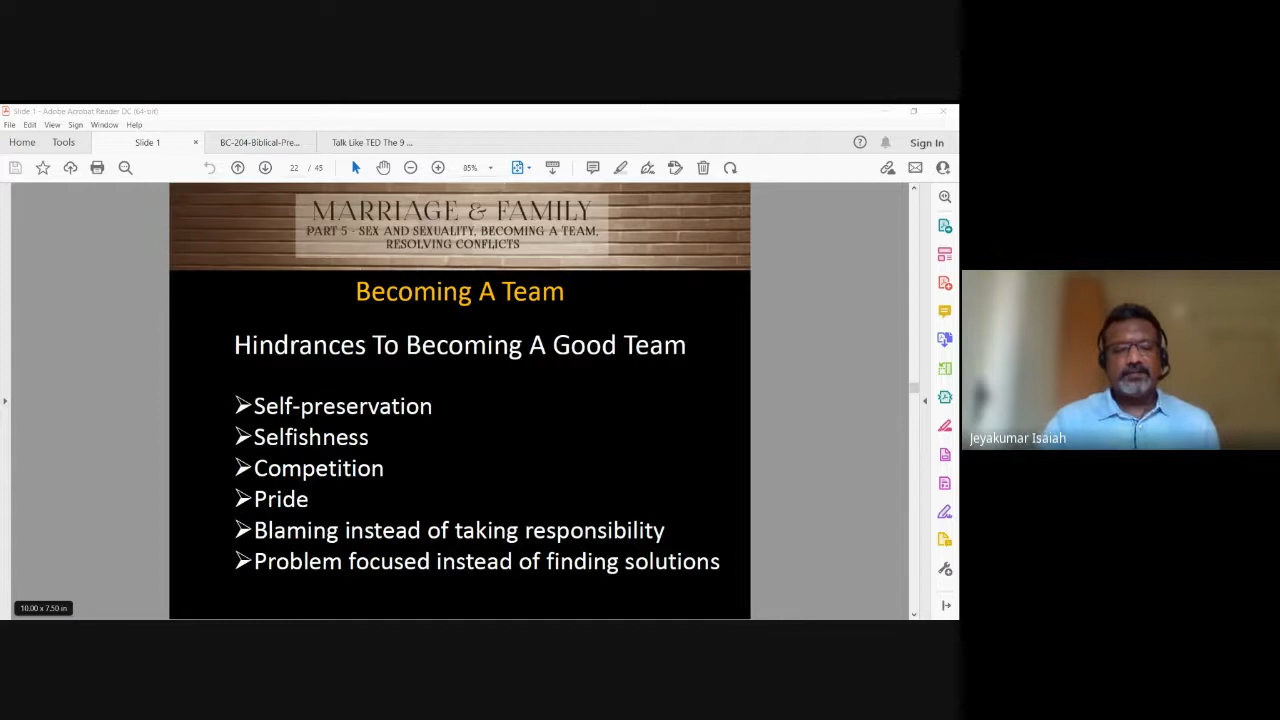 Slide 1 - Adobe Acrobat Reader DC (64-bit)
File Edit View Sign Window Help
Home Tools Slide 1 × BC-204-Biblical-Pre... Talk Like TED The 9 ... Sign In
22 / 45 85%
MARRIAGE & FAMILY
PART 5 - SEX AND SEXUALITY, BECOMING A TEAM,
RESOLVING CONFLICTS
Becoming A Team
Hindrances To Becoming A Good Team
➢Self-preservation
➢Selfishness
➢Competition
➢Pride
➢Blaming instead of taking responsibility
➢Problem focused instead of finding solutions
10.00 x 7.50 in
Jeyakumar Isaiah